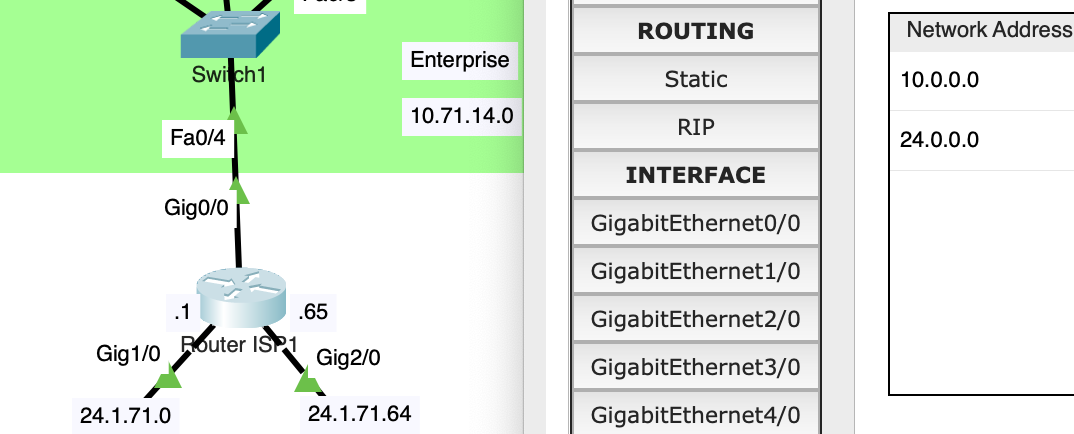 Switch1
Enterprise
10.71.14.0
Fa0/4
Gig0/0
.1
.65
Router ISP1
Gig1/0
Gig2/0
24.1.71.0
24.1.71.64
ROUTING
Static
RIP
INTERFACE
GigabitEthernet0/0
GigabitEthernet1/0
GigabitEthernet2/0
GigabitEthernet3/0
GigabitEthernet4/0
Network Address
10.0.0.0
24.0.0.0